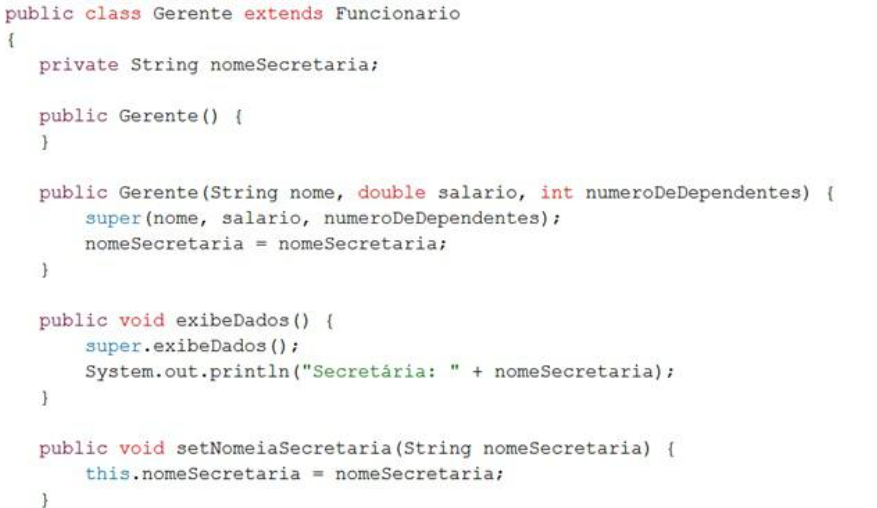 public class Gerente extends Funcionario
{
private String nomeSecretaria;
public Gerente() {
}
public Gerente(String nome, double salario, int numeroDeDependentes) {
super(nome, salario, numeroDeDependentes);
nomeSecretaria = nomeSecretaria;
}
public void exibeDados() {
super.exibeDados();
System.out.println("Secretária: " + nomeSecretaria);
}
public void setNomeiaSecretaria(String nomeSecretaria) {
this.nomeSecretaria = nomeSecretaria;
}